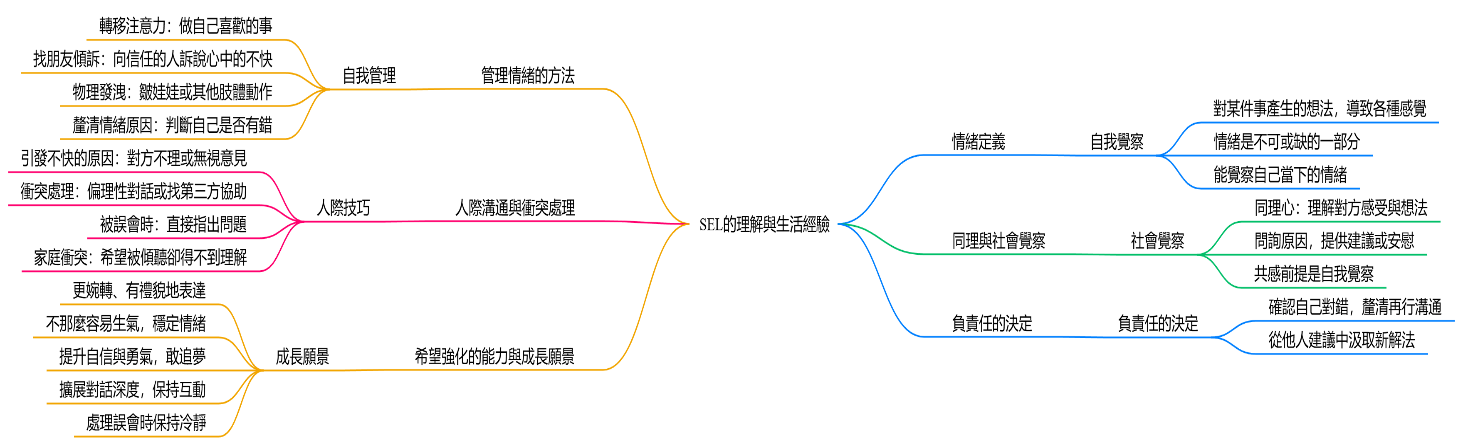 SEL的理解與生活經驗
情緒定義
自我覺察
對某件事產生的想法，導致各種感覺
情緒是不可或缺的一部分
能覺察自己當下的情緒
同理與社會覺察
社會覺察
同理心：理解對方感受與想法
問詢原因，提供建議或安慰
共感前提是自我覺察
負責任的決定
負責任的決定
確認自己對錯，釐清再行溝通
從他人建議中汲取新解法
管理情緒的方法
自我管理
轉移注意力：做自己喜歡的事
找朋友傾訴：向信任的人訴說心中的不快
物理發洩：皺娃娃或其他肢體動作
釐清情緒原因：判斷自己是否有錯
人際溝通與衝突處理
人際技巧
引發不快的原因：對方不理或無視意見
衝突處理：偏理性對話或找第三方協助
被誤會時：直接指出問題
家庭衝突：希望被傾聽卻得不到理解
希望強化的能力與成長願景
成長願景
更婉轉、有禮貌地表達
不那麼容易生氣，穩定情緒
提升自信與勇氣，敢追夢
擴展對話深度，保持互動
處理誤會時保持冷靜